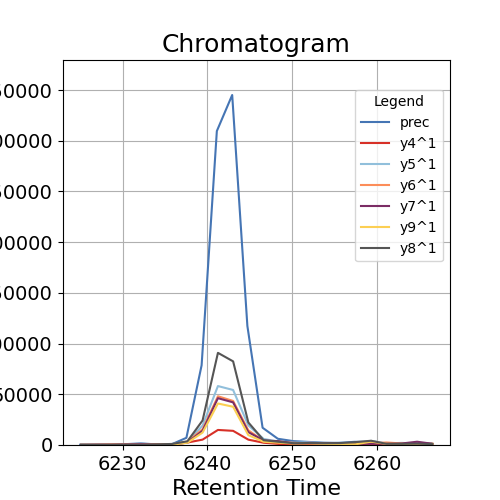 Chromatogram
50000
0
Legend
prec
y4^1
y5^1
y6^1
y7^1
y9^1
y8^1
6230 6240 6250 6260
Retention Time